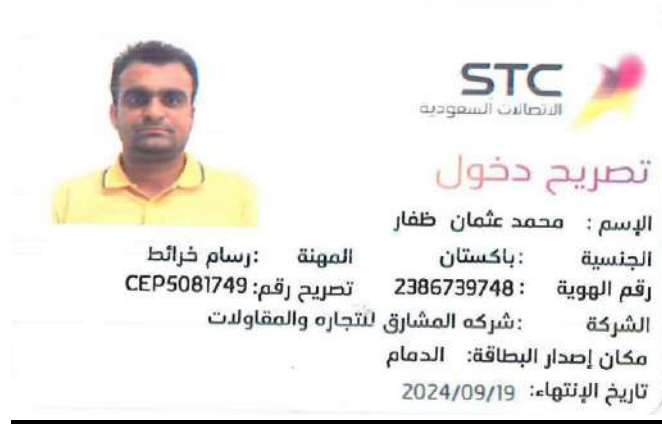 STC
الاتصالات السعودية
تصريح دخول
الإسم : محمد عثمان ظفار
الجنسية : باكستان المهنة : رسام خرائط
رقم الهوية : 2386739748 تصريح رقم: CEP5081749
الشركة : شركه المشارق للتجاره والمقاولات
مكان إصدار البطاقة: الدمام
تاريخ الإنتهاء: 2024/09/19